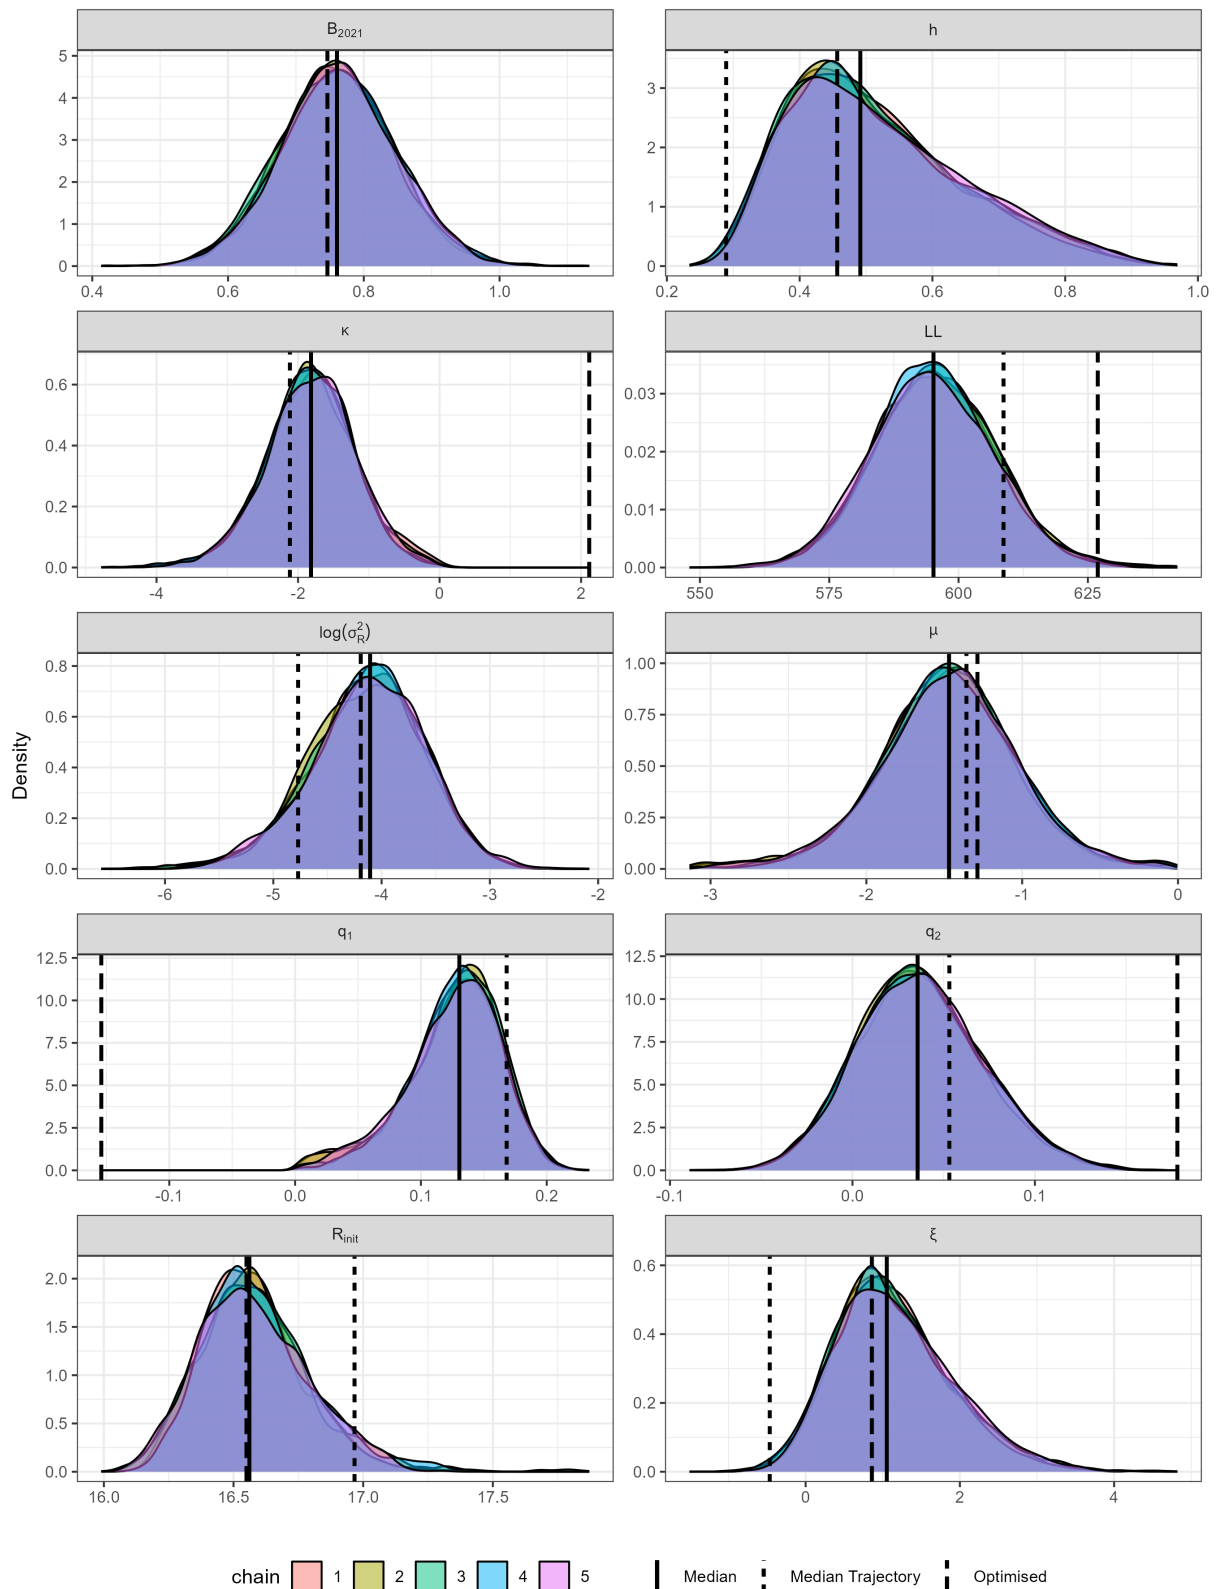 B2021
h
5
4
3
2
1
0
3
2
1
0
0.4 0.6 0.8 1.0
0.2 0.4 0.6 0.8 1.0
κ
LL
0.6
0.4
0.2
0.0
0.03
0.02
0.01
0.00
-4 -2 0 2
550 575 600 625
log(σ²R)
μ
0.8
0.6
0.4
0.2
0.0
1.00
0.75
0.50
0.25
0.00
-6 -5 -4 -3 -2
-3 -2 -1 0
Density
q1
q2
12.5
10.0
7.5
5.0
2.5
0.0
12.5
10.0
7.5
5.0
2.5
0.0
-0.1 0.0 0.1 0.2
-0.1 0.0 0.1
Rinit
ξ
2.0
1.5
1.0
0.5
0.0
0.6
0.4
0.2
0.0
16.0 16.5 17.0 17.5
0 2 4
chain 1 2 3 4 5 Median Median Trajectory Optimised